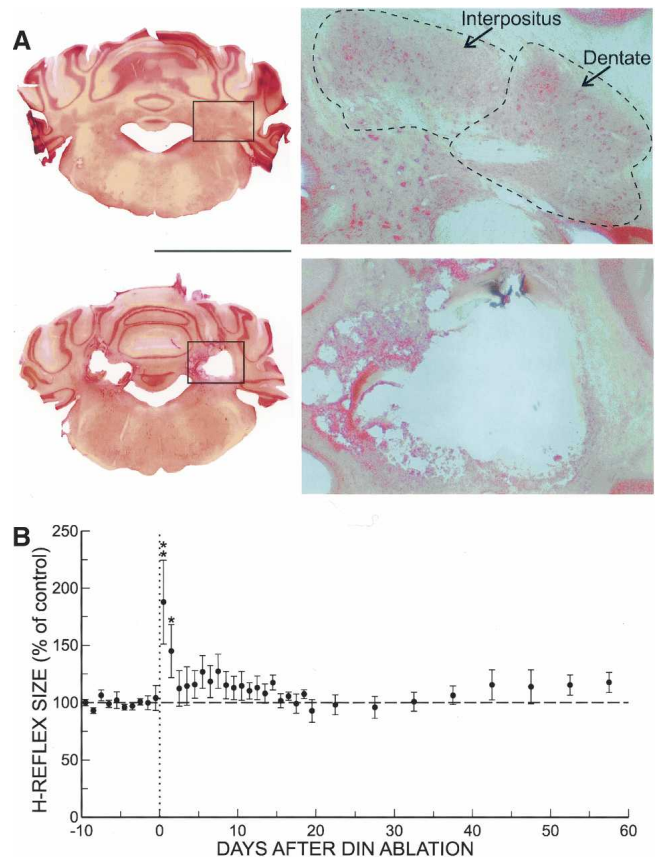 A
Interpositus
Dentate
B
H-REFLEX SIZE (% of control)
250
200
150
100
50
0
**
*
-10 0 10 20 30 40 50 60
DAYS AFTER DIN ABLATION